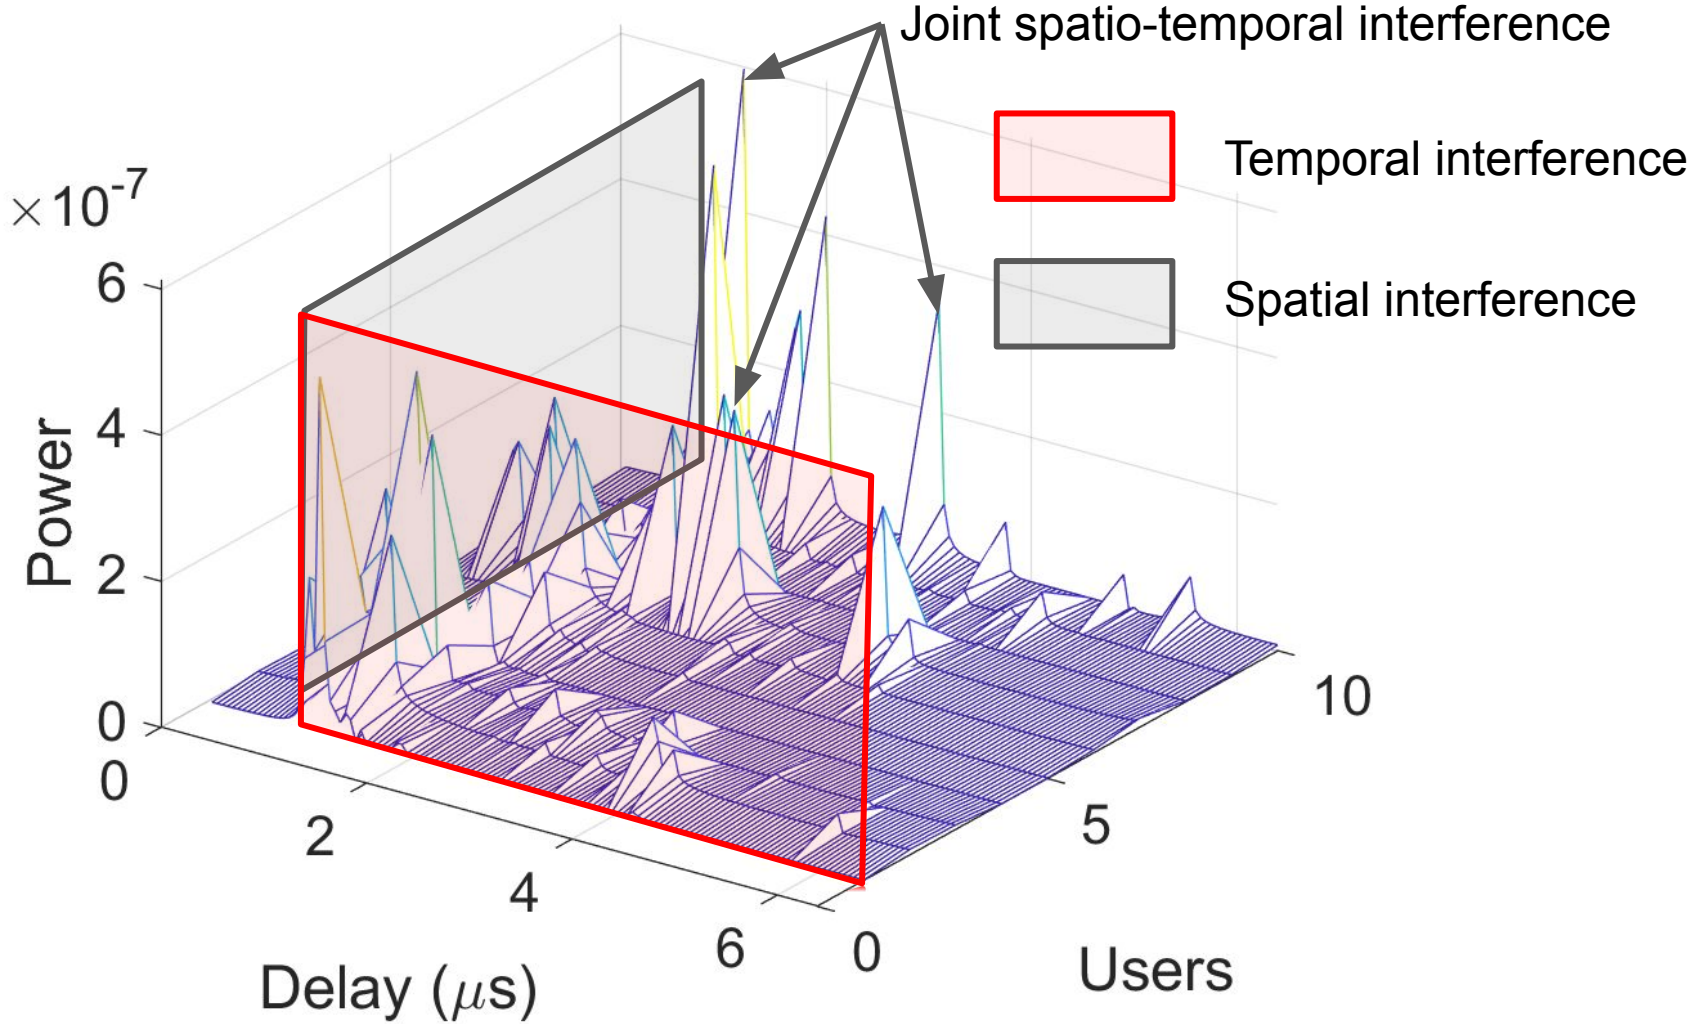 Joint spatio-temporal interference
Temporal interference
Spatial interference
×10-7
6
4
2
0
Power
0
2
4
6
Delay (μs)
0
5
10
Users